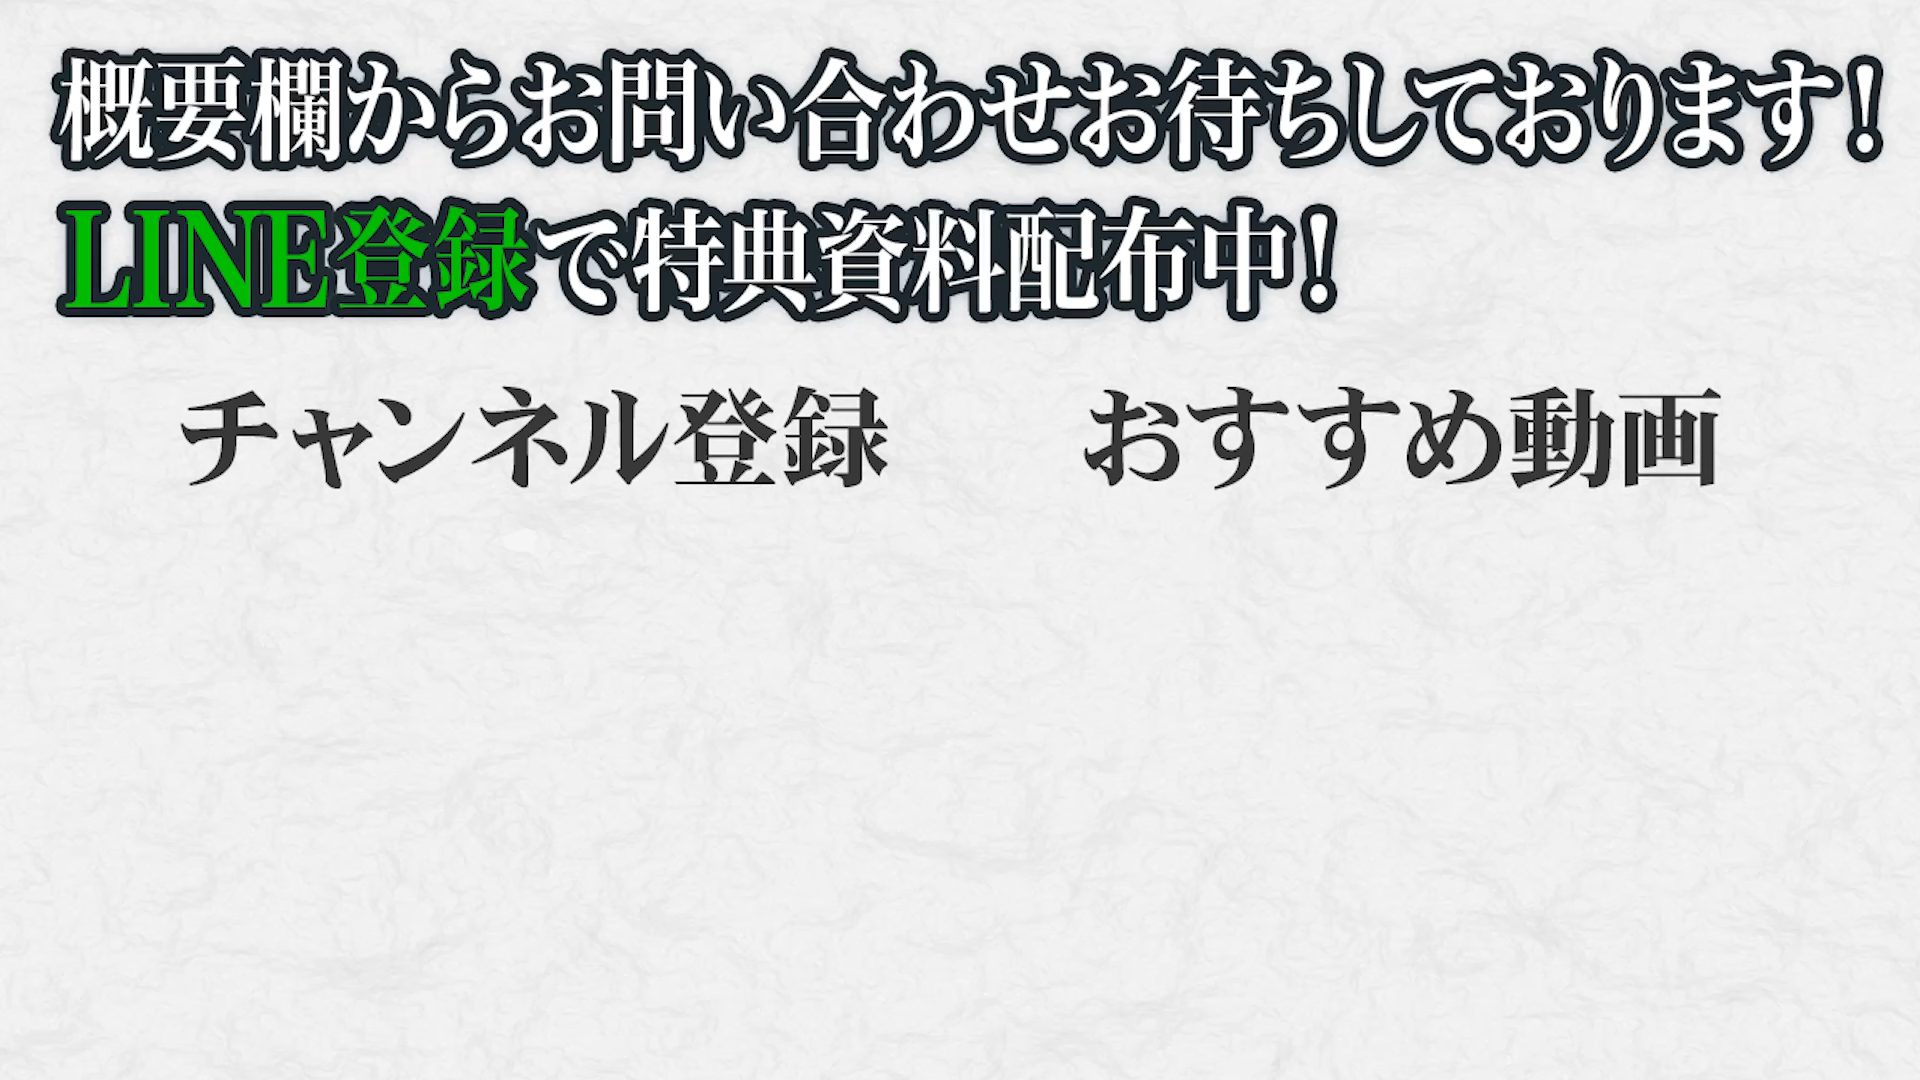 概要欄からお問い合わせお待ちしております！
LINE登録で特典資料配布中！
チャンネル登録 おすすめ動画